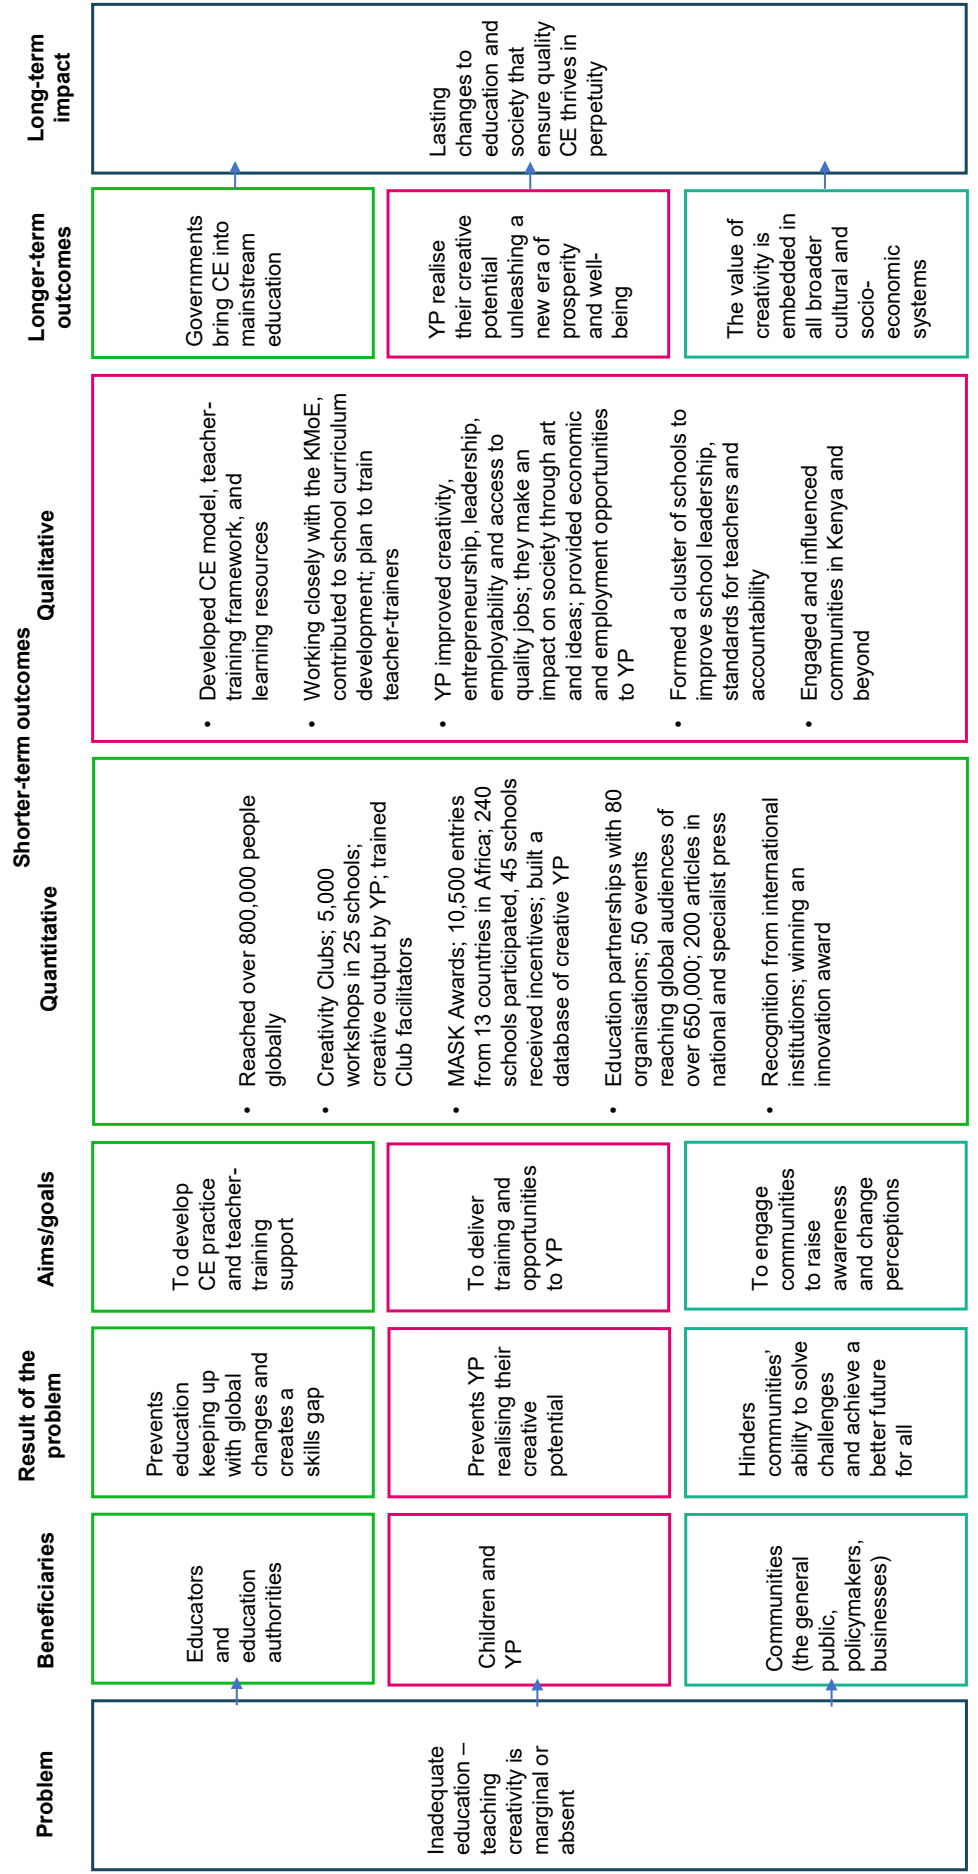 Problem
Beneficiaries
Result of the
problem
Aims/goals
Shorter-term outcomes
Quantitative
Qualitative
Longer-term
outcomes
Long-term
impact
Inadequate
education –
teaching
creativity is
marginal or
absent
Educators
and
education
authorities
Prevents
education
keeping up
with global
changes and
creates a
skills gap
To develop
CE practice
and teacher-
training
support
Children and
YP
Prevents YP
realising their
creative
potential
To deliver
training and
opportunities
to YP
Communities
(the general
public,
policymakers,
businesses)
Hinders
communities’
ability to solve
challenges
and achieve a
better future
for all
To engage
communities
to raise
awareness
and change
perceptions
• Reached over 800,000 people
globally
• Creativity Clubs; 5,000
workshops in 25 schools;
creative output by YP; trained
Club facilitators
• MASK Awards; 10,500 entries
from 13 countries in Africa; 240
schools participated, 45 schools
received incentives; built a
database of creative YP
• Education partnerships with 80
organisations; 50 events
reaching global audiences of
over 650,000; 200 articles in
national and specialist press
• Recognition from international
institutions; winning an
innovation award
• Developed CE model, teacher-
training framework, and
learning resources
• Working closely with the KMoE,
contributed to school curriculum
development; plan to train
teacher-trainers
• YP improved creativity,
entrepreneurship, leadership,
employability and access to
quality jobs; they make an
impact on society through art
and ideas; provided economic
and employment opportunities
to YP
• Formed a cluster of schools to
improve school leadership,
standards for teachers and
accountability
• Engaged and influenced
communities in Kenya and
beyond
Governments
bring CE into
mainstream
education
YP realise
their creative
potential
unleashing a
new era of
prosperity
and well-
being
The value of
creativity is
embedded in
all broader
cultural and
socio-
economic
systems
Lasting
changes to
education and
society that
ensure quality
CE thrives in
perpetuity